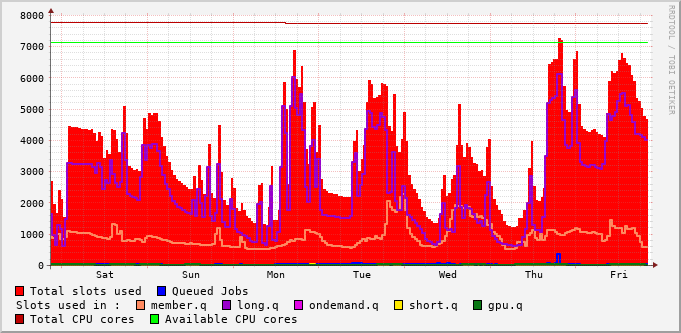 8000
7000
6000
5000
4000
3000
2000
1000
0
Sat Sun Mon Tue Wed Thu Fri
RRDTOOL / TOBI OETIKER
Total slots used Queued Jobs
Slots used in : member.q long.q ondemand.q short.q gpu.q
Total CPU cores Available CPU cores